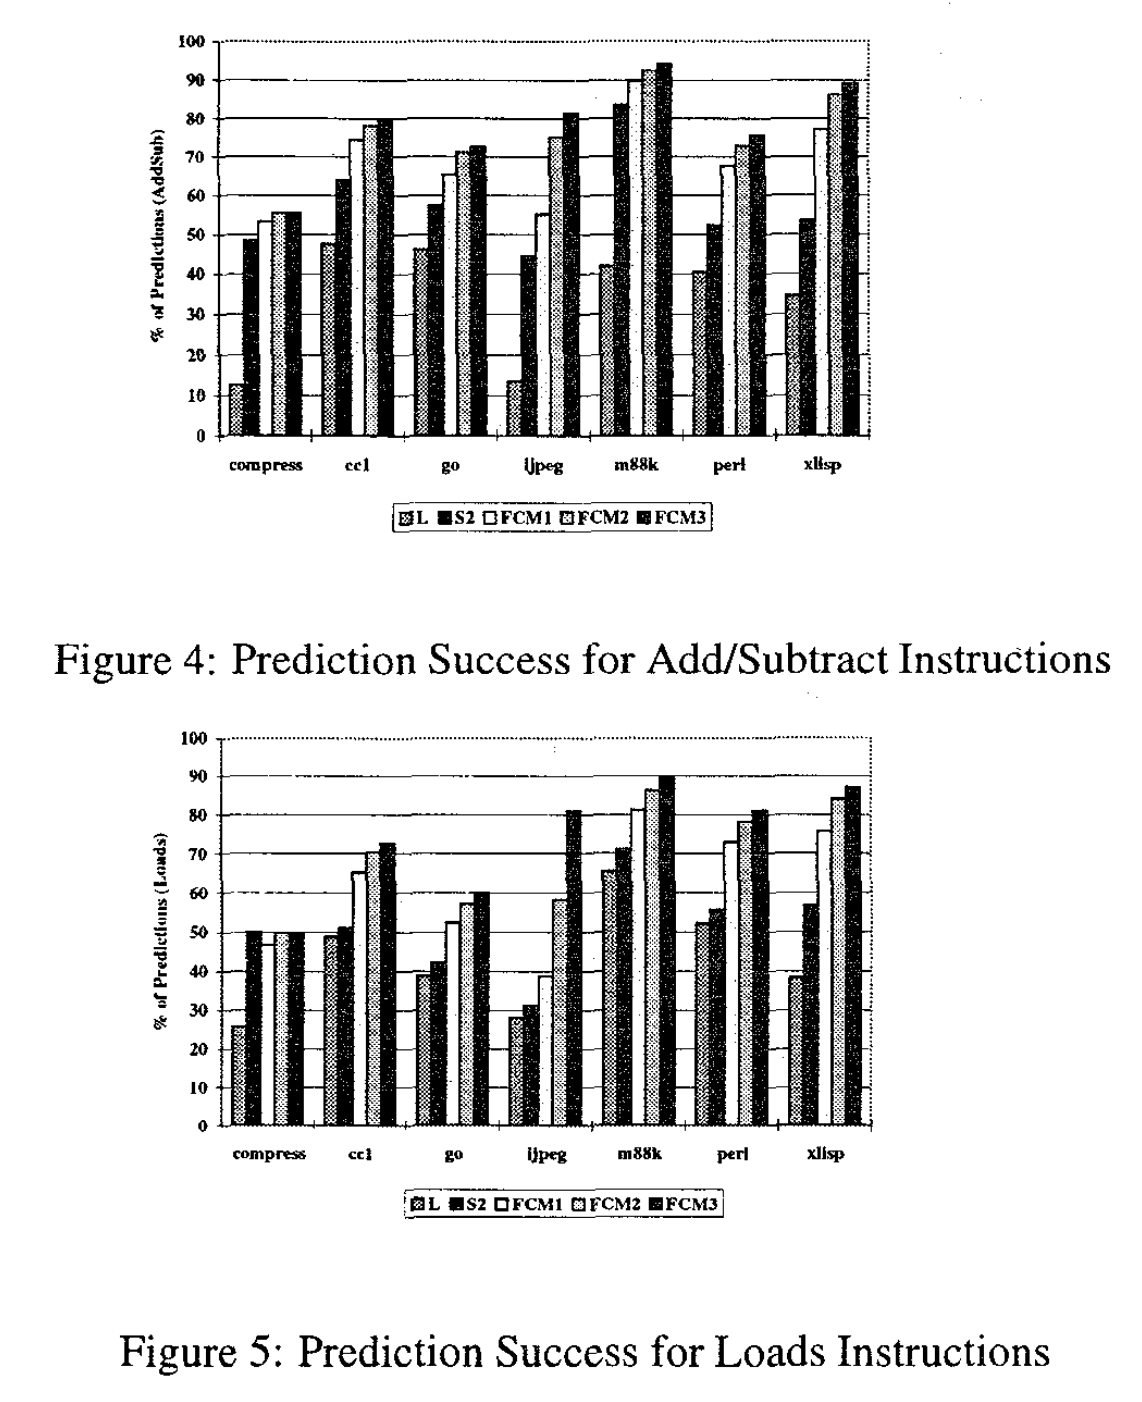 100
90
80
70
60
50
40
30
20
10
0
% of Predictions (AddSub)
compress cc1 go ijpeg m88k perl xlisp
L S2 FCM1 FCM2 FCM3
Figure 4: Prediction Success for Add/Subtract Instructions
100
90
80
70
60
50
40
30
20
10
0
% of Predictions (Loads)
compress cc1 go ijpeg m88k perl xlisp
L S2 FCM1 FCM2 FCM3
Figure 5: Prediction Success for Loads Instructions